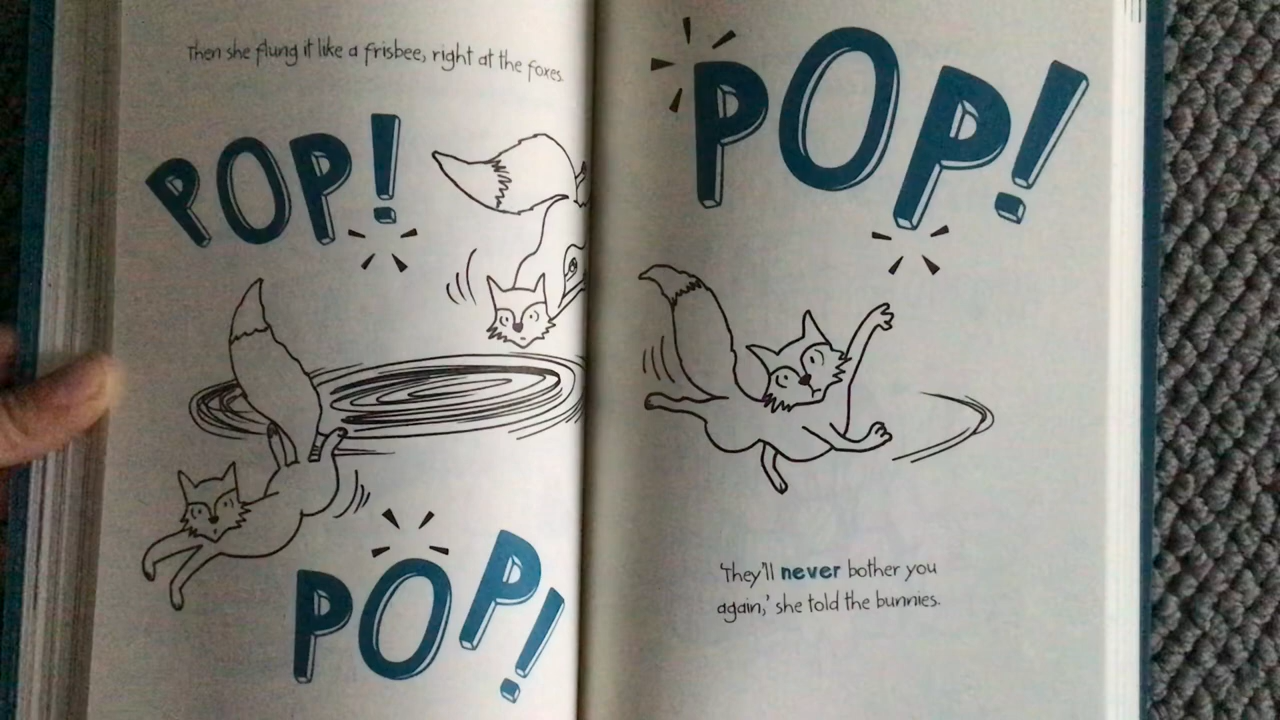 Then she flung it like a frisbee, right at the foxes.
POP!
POP!
POP!
'They'll never bother you
again,' she told the bunnies.